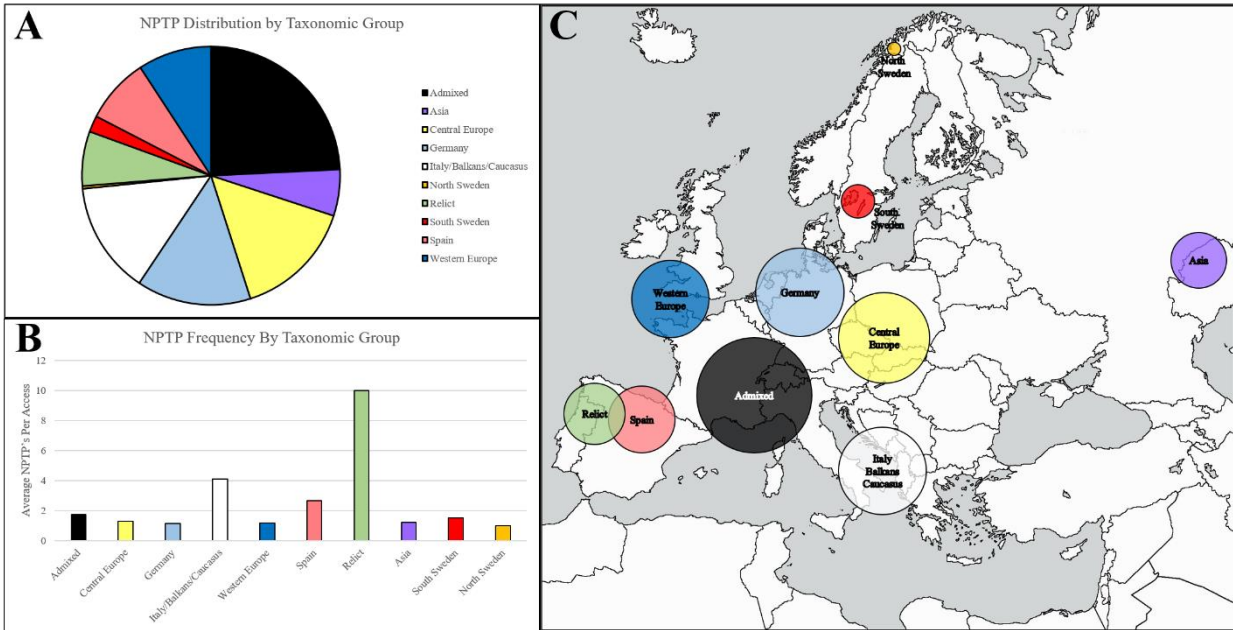 A
NPTP Distribution by Taxonomic Group
Admixed
Asia
Central Europe
Germany
Italy/Balkans/Caucasus
North Sweden
Relict
South Sweden
Spain
Western Europe
B
NPTP Frequency By Taxonomic Group
Average NPTP's Per Access
12
10
8
6
4
2
0
Admixed
Central Europe
Germany
Italy/Balkans/Caucasus
Western Europe
Spain
Relict
Asia
South Sweden
North Sweden
C
North
Sweden
South
Sweden
Asia
Western
Europe
Germany
Central
Europe
Admixed
Relict
Spain
Italy
Balkans
Caucasus